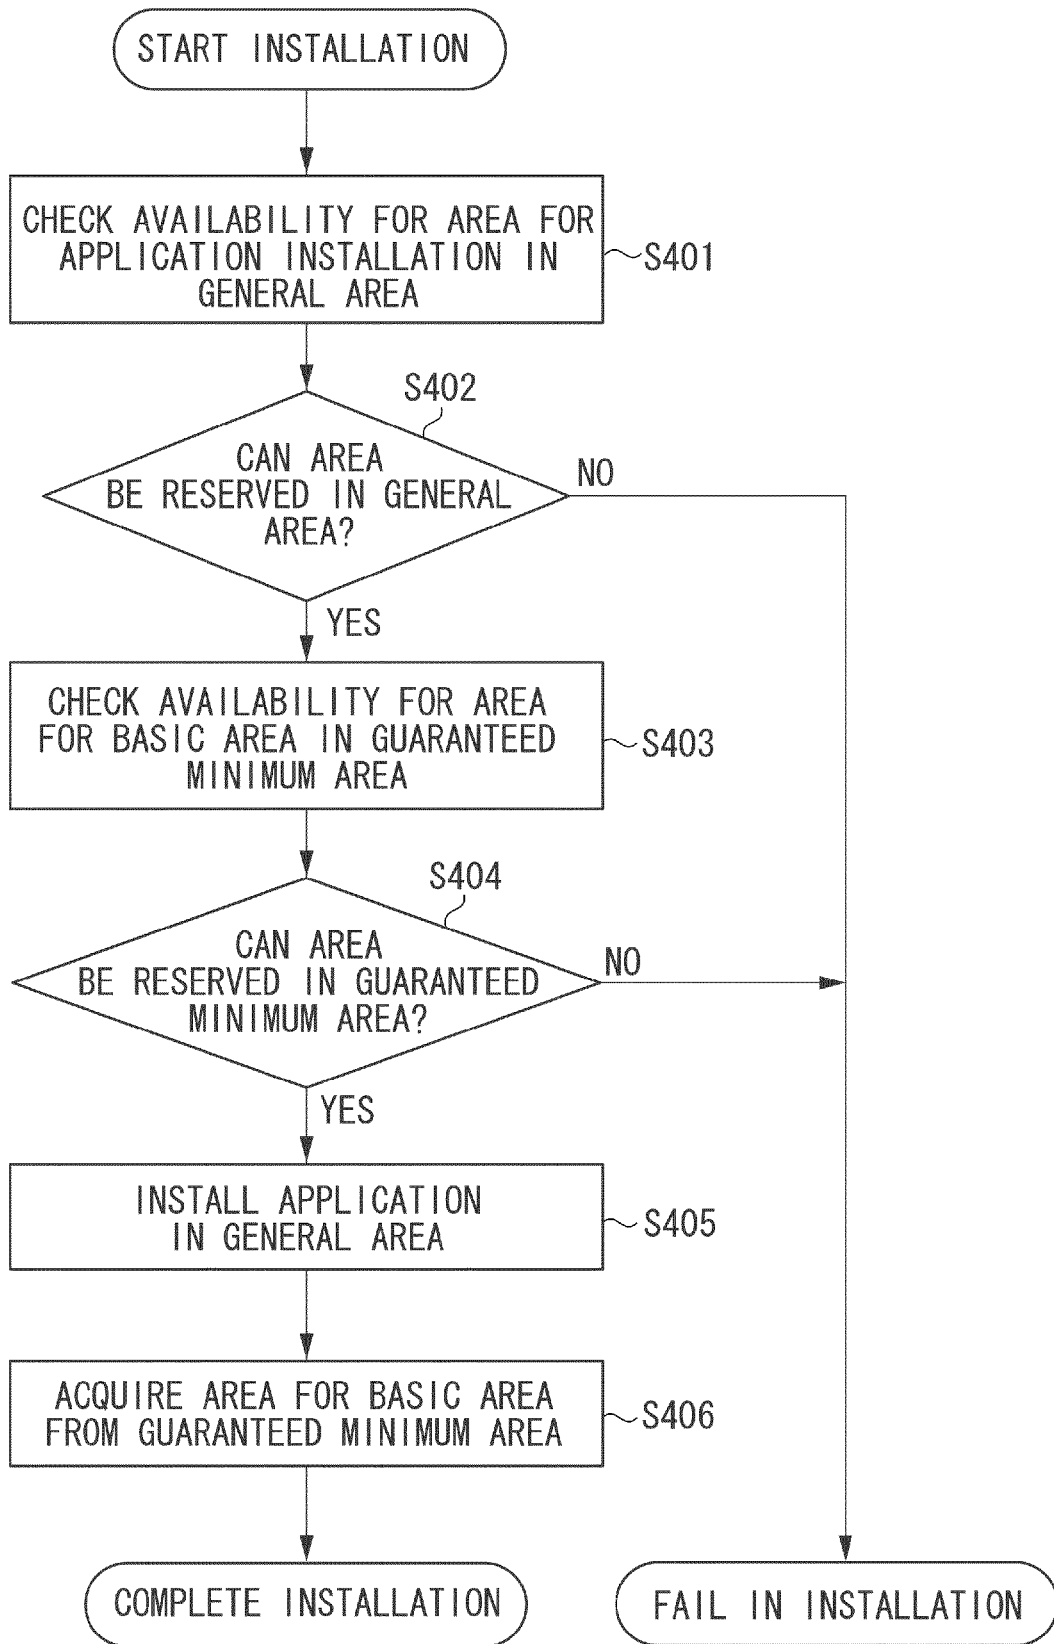 START INSTALLATION
CHECK AVAILABILITY FOR AREA FOR
APPLICATION INSTALLATION IN
GENERAL AREA
S401
S402
CAN AREA
BE RESERVED IN GENERAL
AREA?
NO
YES
CHECK AVAILABILITY FOR AREA
FOR BASIC AREA IN GUARANTEED
MINIMUM AREA
S403
S404
CAN AREA
BE RESERVED IN GUARANTEED
MINIMUM AREA?
NO
YES
INSTALL APPLICATION
IN GENERAL AREA
S405
ACQUIRE AREA FOR BASIC AREA
FROM GUARANTEED MINIMUM AREA
S406
COMPLETE INSTALLATION
FAIL IN INSTALLATION